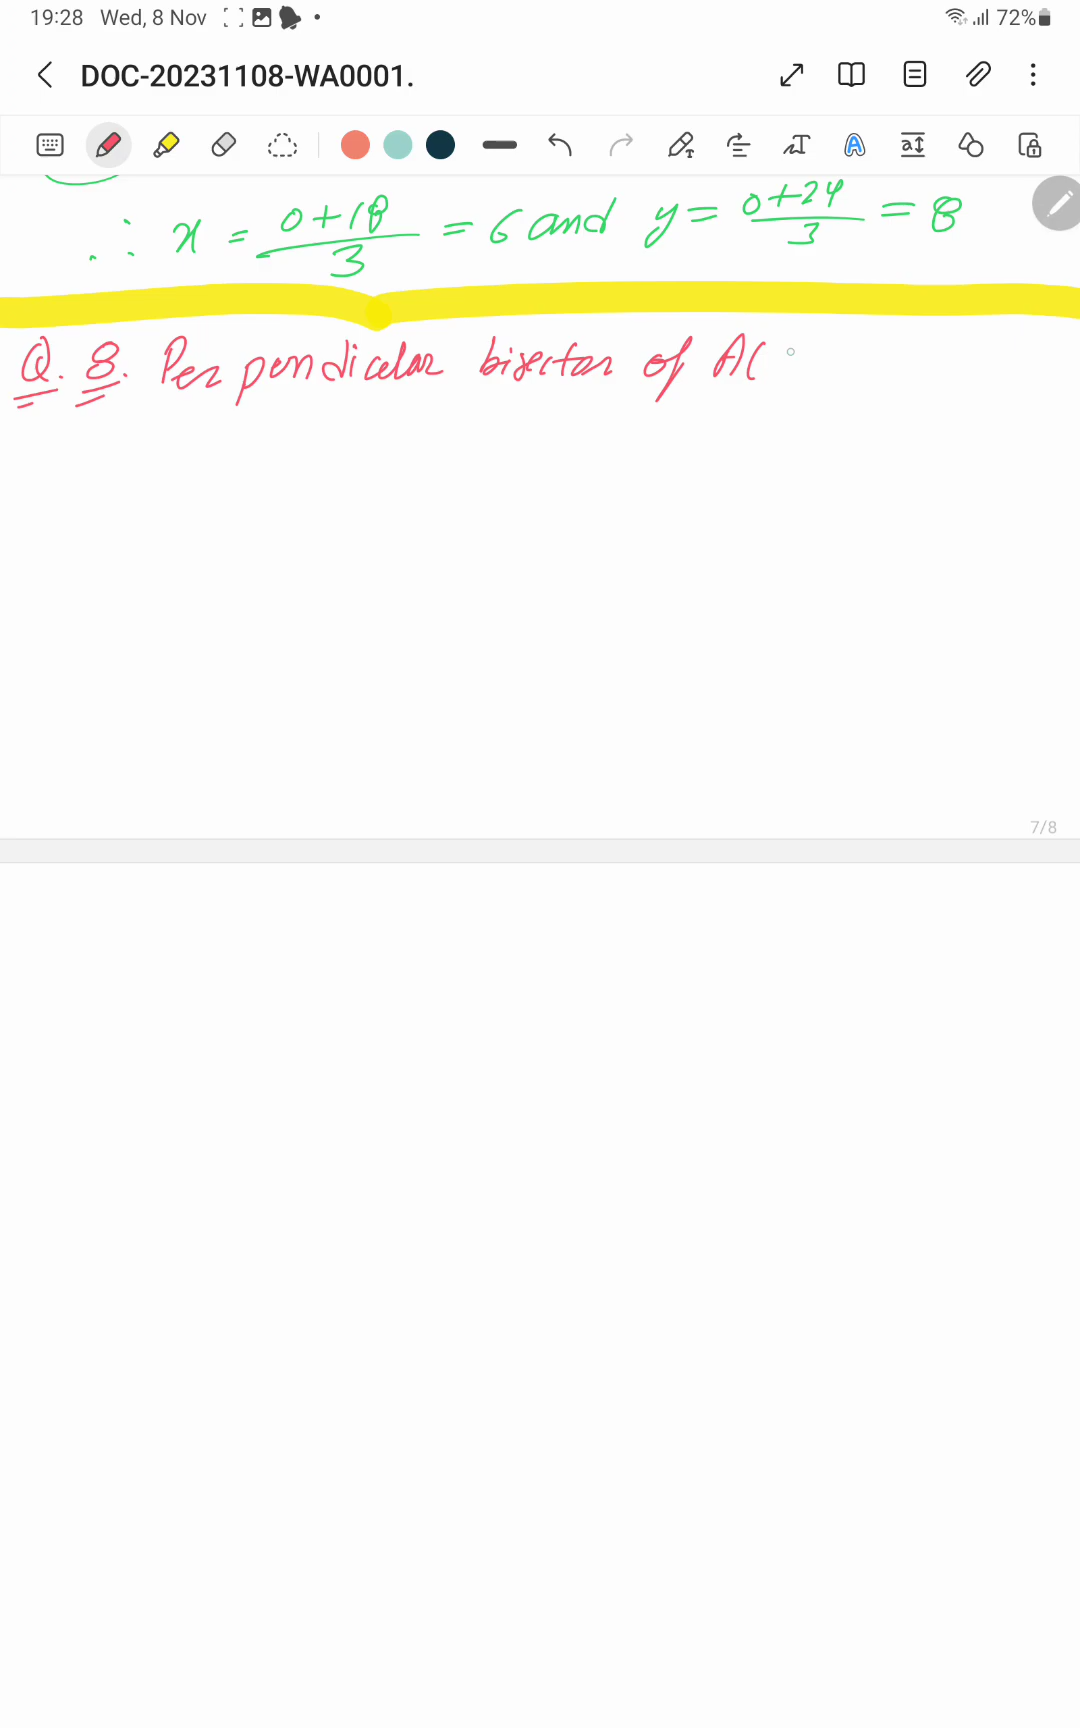 19:28 Wed, 8 Nov 72%
DOC-20231108-WA0001.
∴ x = 0+18/3 = 6 and y = 0+24/3 = 8
Q. 8. Perpendicular bisector of AC
7/8